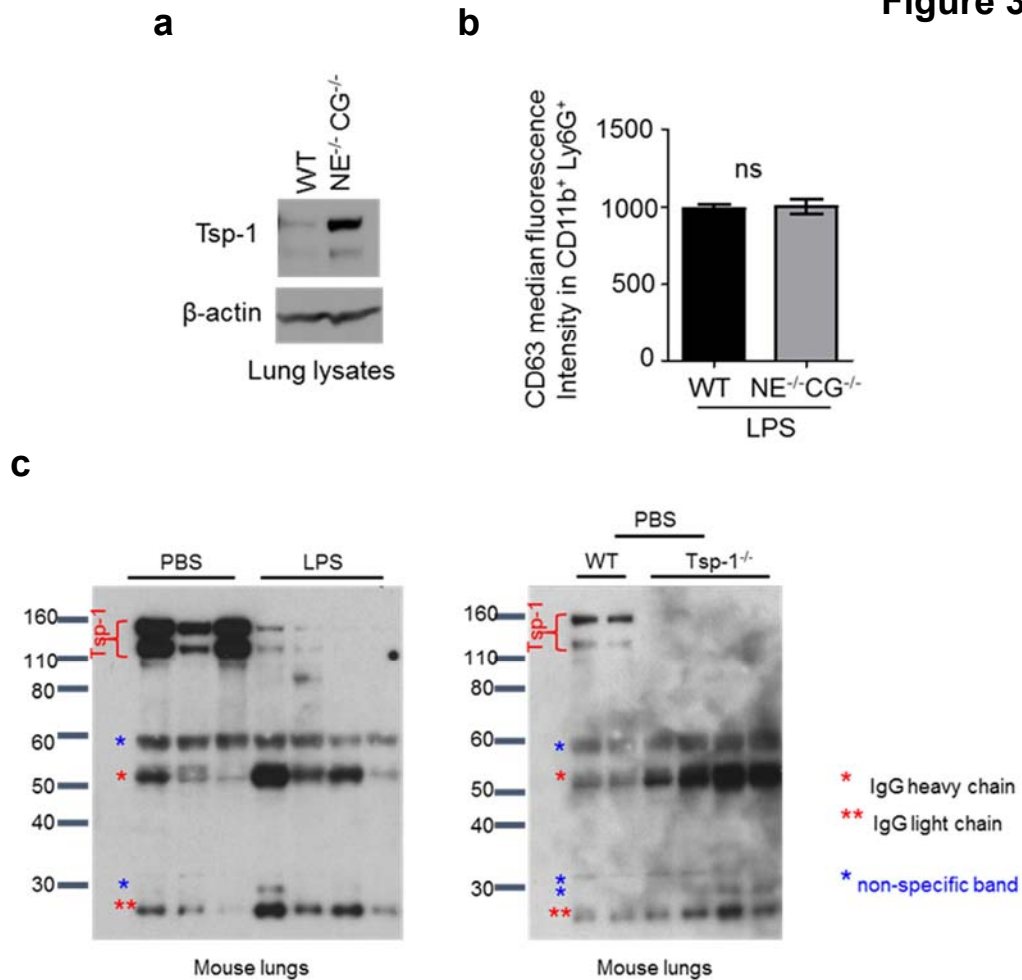 Figure 3
a
b
WT
NE-/- CG-/-
Tsp-1
β-actin
Lung lysates
CD63 median fluorescence
Intensity in CD11b+ Ly6G+
1500
1000
500
0
ns
WT NE-/-CG-/-
LPS
c
PBS LPS
160
110
80
60
50
40
30
Tsp-1
*
*
*
**
Mouse lungs
PBS
WT Tsp-1-/-
160
110
80
60
50
40
30
Tsp-1
*
*
*
*
**
Mouse lungs
* IgG heavy chain
** IgG light chain
* non-specific band